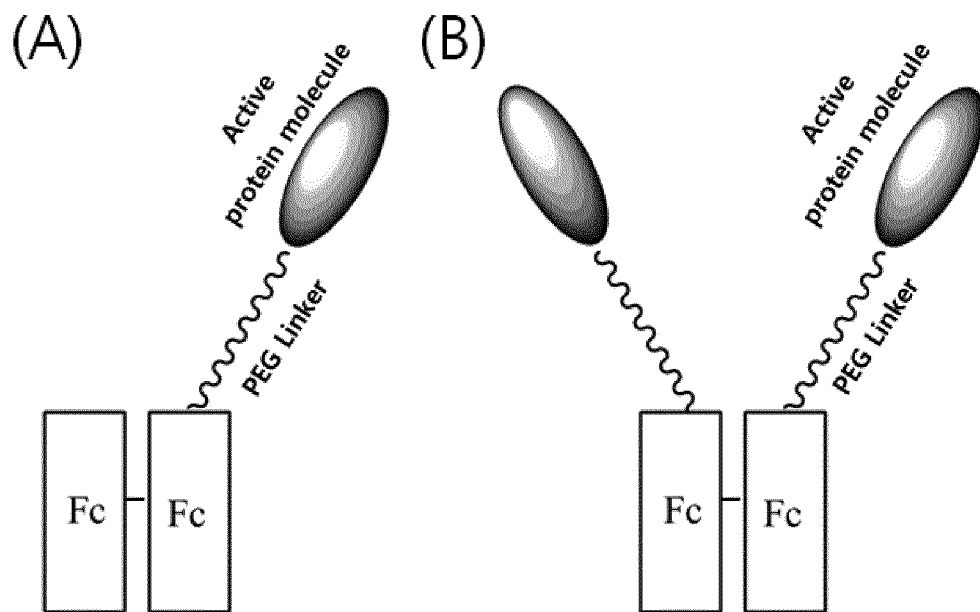 (A)
Active
protein molecule
PEG Linker
Fc
Fc
(B)
Active
protein molecule
PEG Linker
Fc
Fc